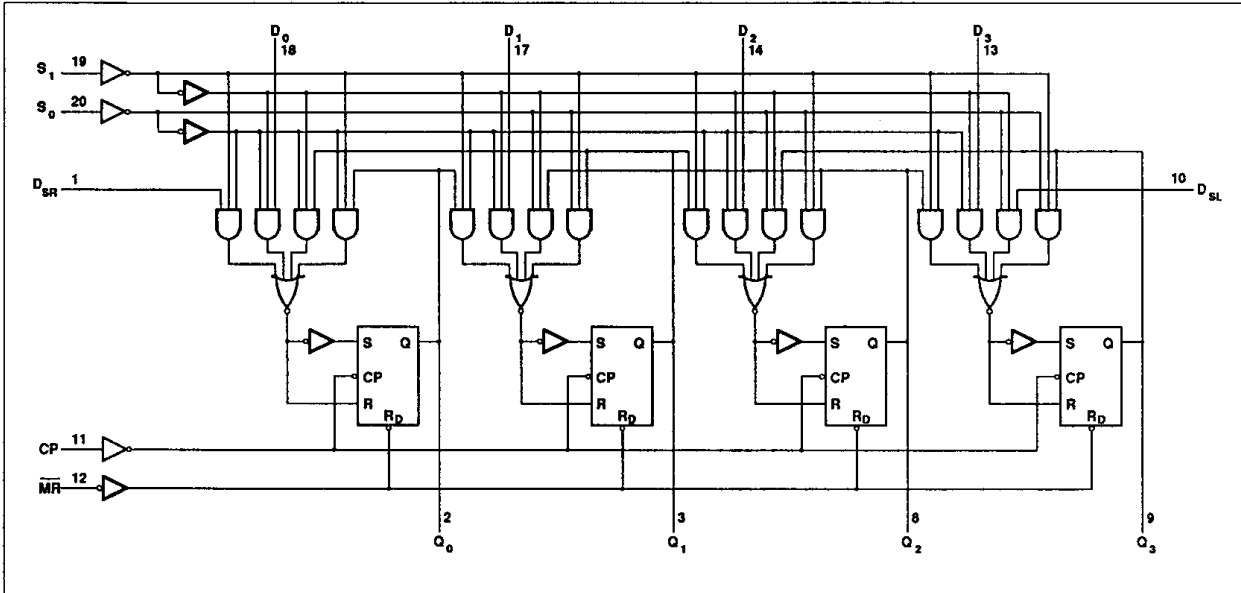 D0 D1 D2 D3
18 17 14 13
S1 19
S0 20
DSR 1
10 DSL
S Q S Q S Q S Q
CP CP CP CP
R R R R
RD RD RD RD
CP 11
MR 12
2 3 8 9
Q0 Q1 Q2 Q3